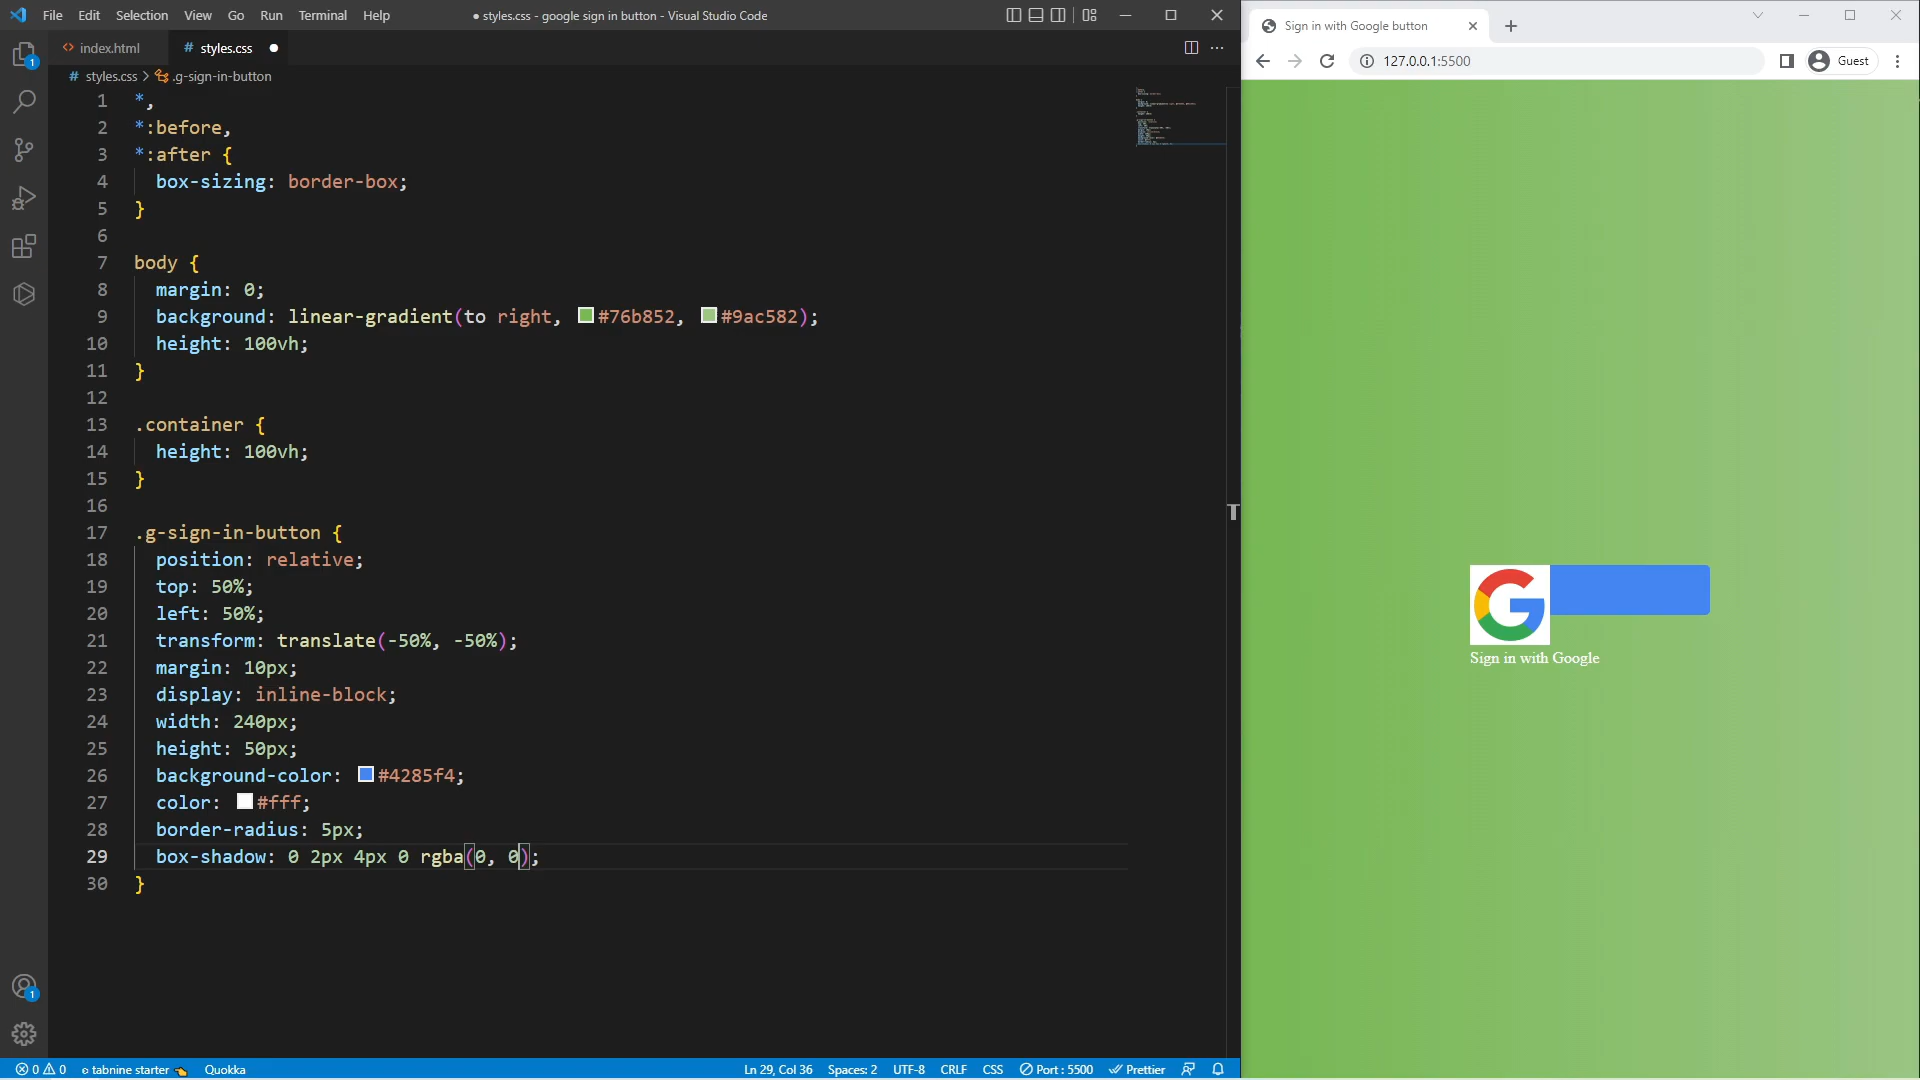 File Edit Selection View Go Run Terminal Help
● styles.css - google sign in button - Visual Studio Code
index.html
# styles.css
# styles.css > .g-sign-in-button
1 *,
2 *:before,
3 *:after {
4 box-sizing: border-box;
5 }
6
7 body {
8 margin: 0;
9 background: linear-gradient(to right, #76b852, #9ac582);
10 height: 100vh;
11 }
12
13 .container {
14 height: 100vh;
15 }
16
17 .g-sign-in-button {
18 position: relative;
19 top: 50%;
20 left: 50%;
21 transform: translate(-50%, -50%);
22 margin: 10px;
23 display: inline-block;
24 width: 240px;
25 height: 50px;
26 background-color: #4285f4;
27 color: #fff;
28 border-radius: 5px;
29 box-shadow: 0 2px 4px 0 rgba(0, 0);
30 }
1
1
0 0 tabnine starter Quokka
Ln 29, Col 36 Spaces: 2 UTF-8 CRLF CSS Port : 5500 Prettier
Sign in with Google button
127.0.0.1:5500
Guest
G
Sign in with Google